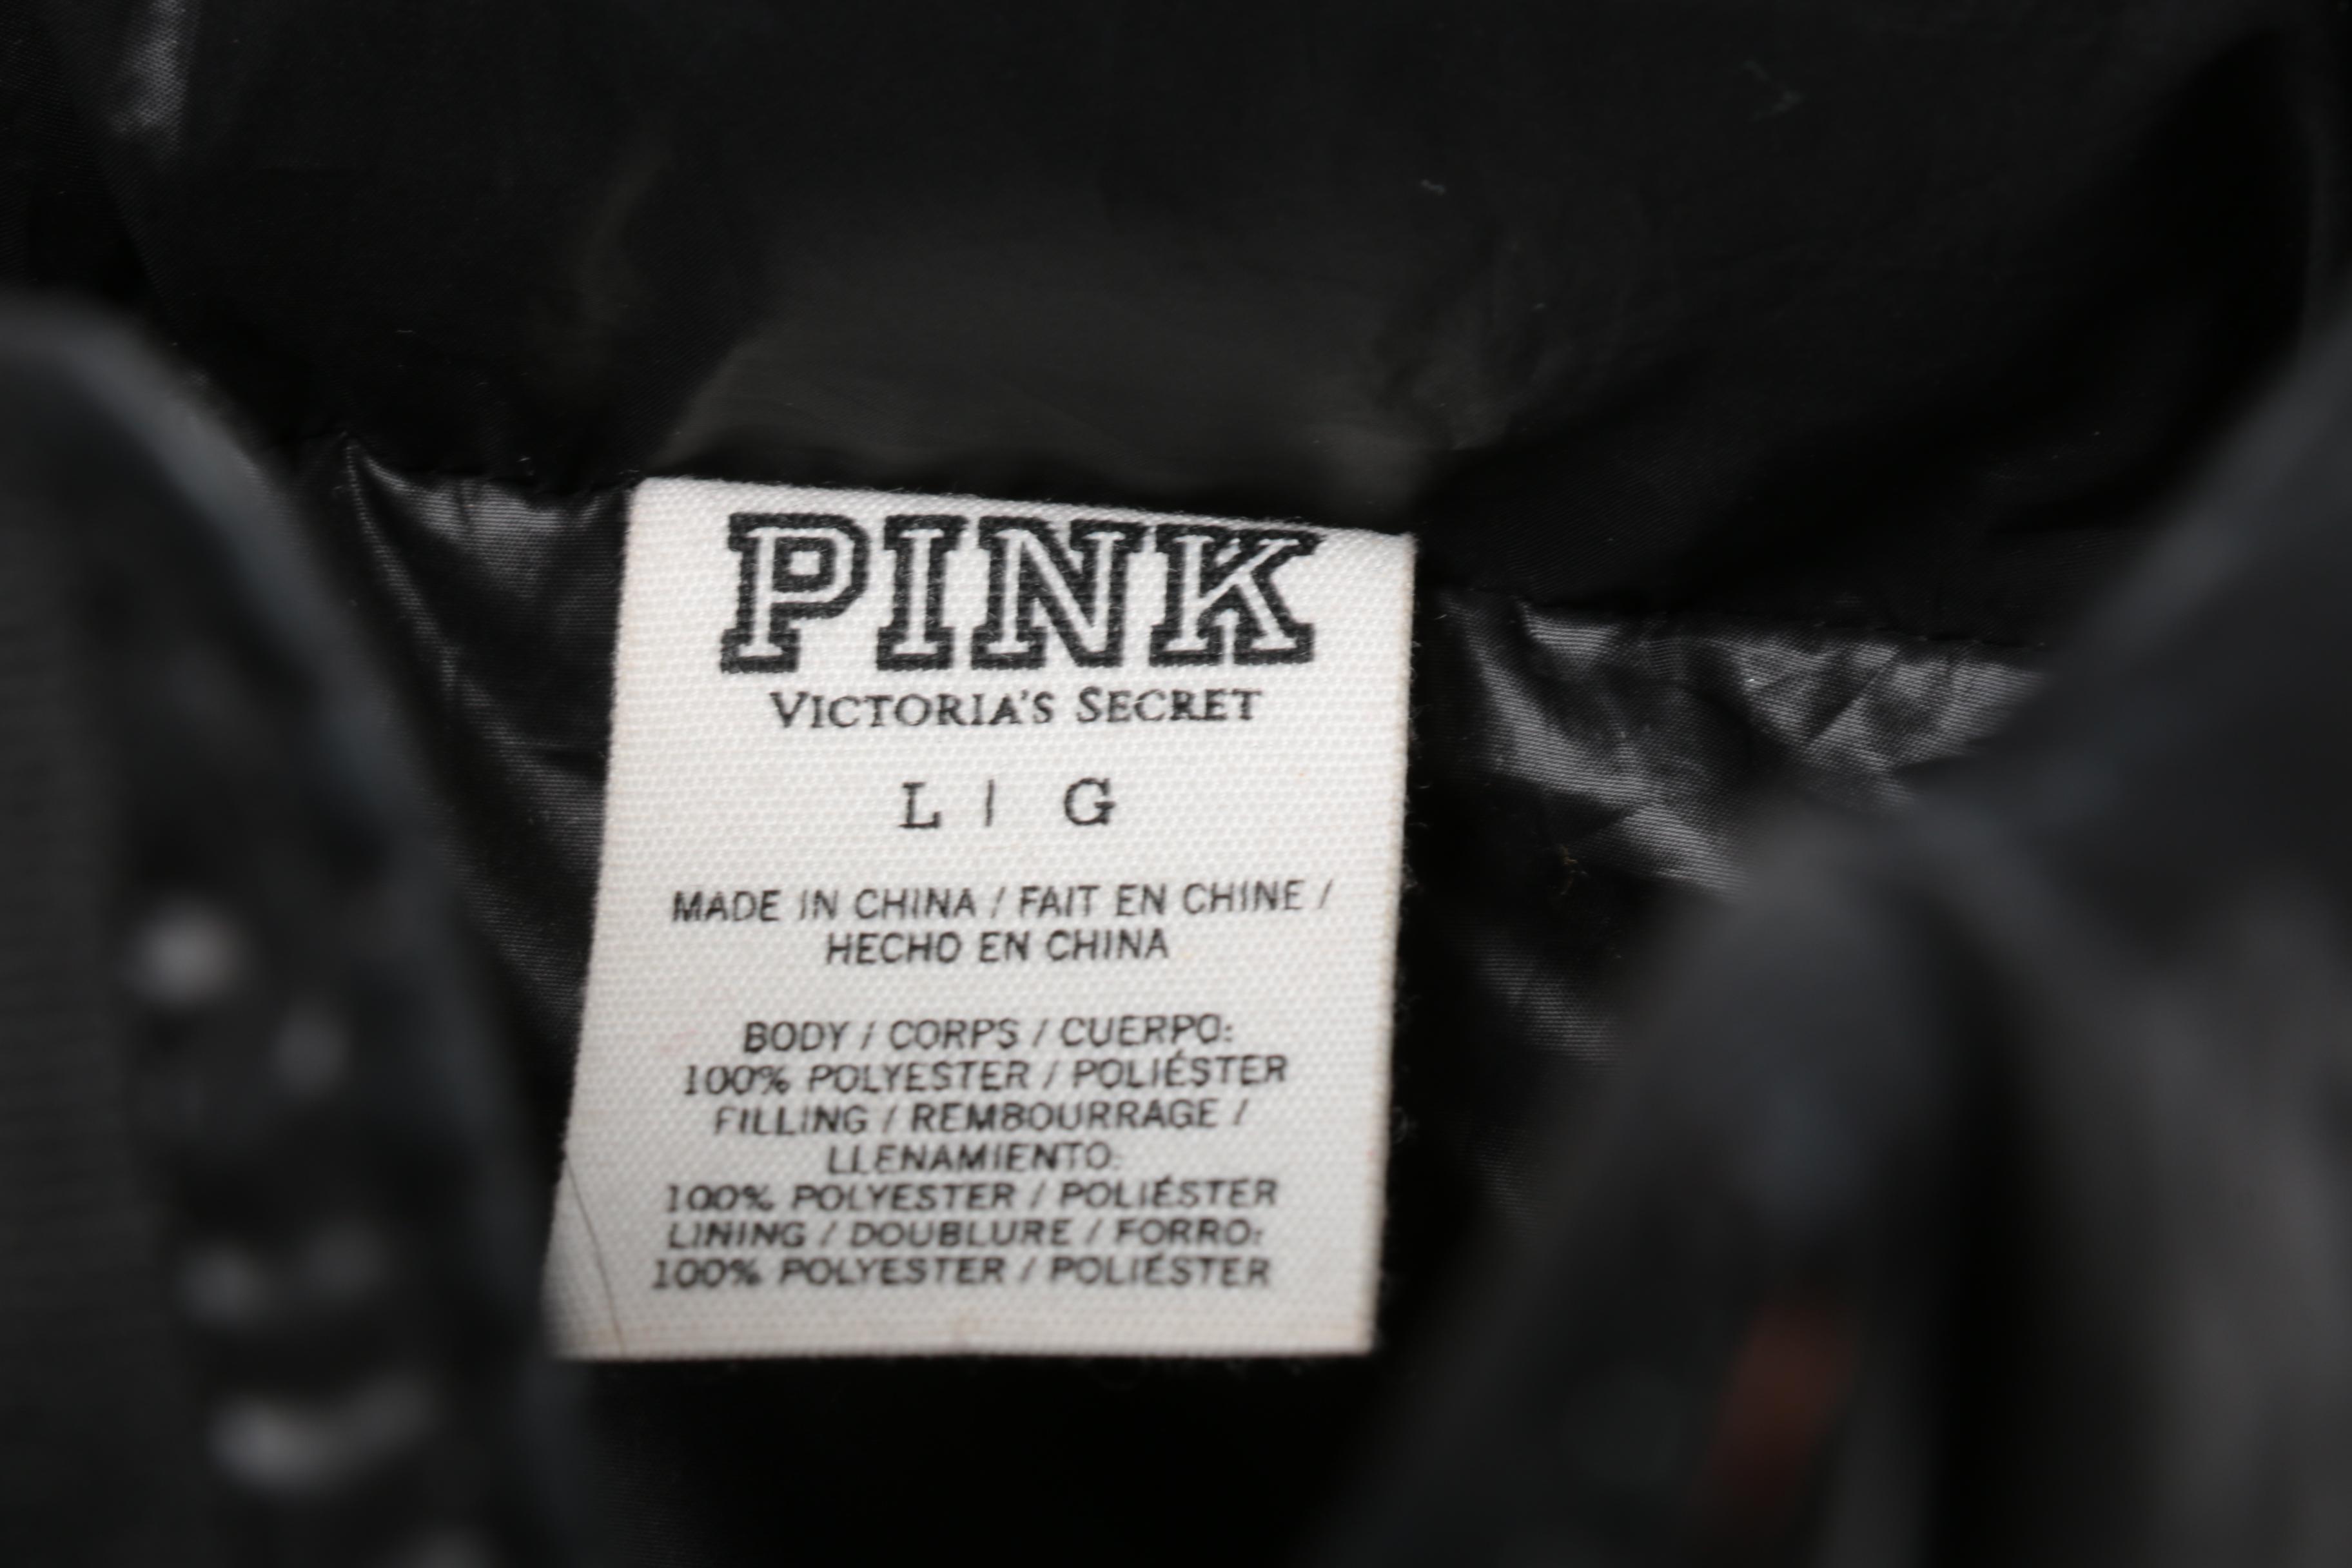 PINK
VICTORIA'S SECRET
L | G
MADE IN CHINA / FAIT EN CHINE /
HECHO EN CHINA
BODY / CORPS / CUERPO:
100% POLYESTER / POLIÉSTER
FILLING / REMBOURRAGE /
LLENAMIENTO:
100% POLYESTER / POLIÉSTER
LINING / DOUBLURE / FORRO:
100% POLYESTER / POLIÉSTER